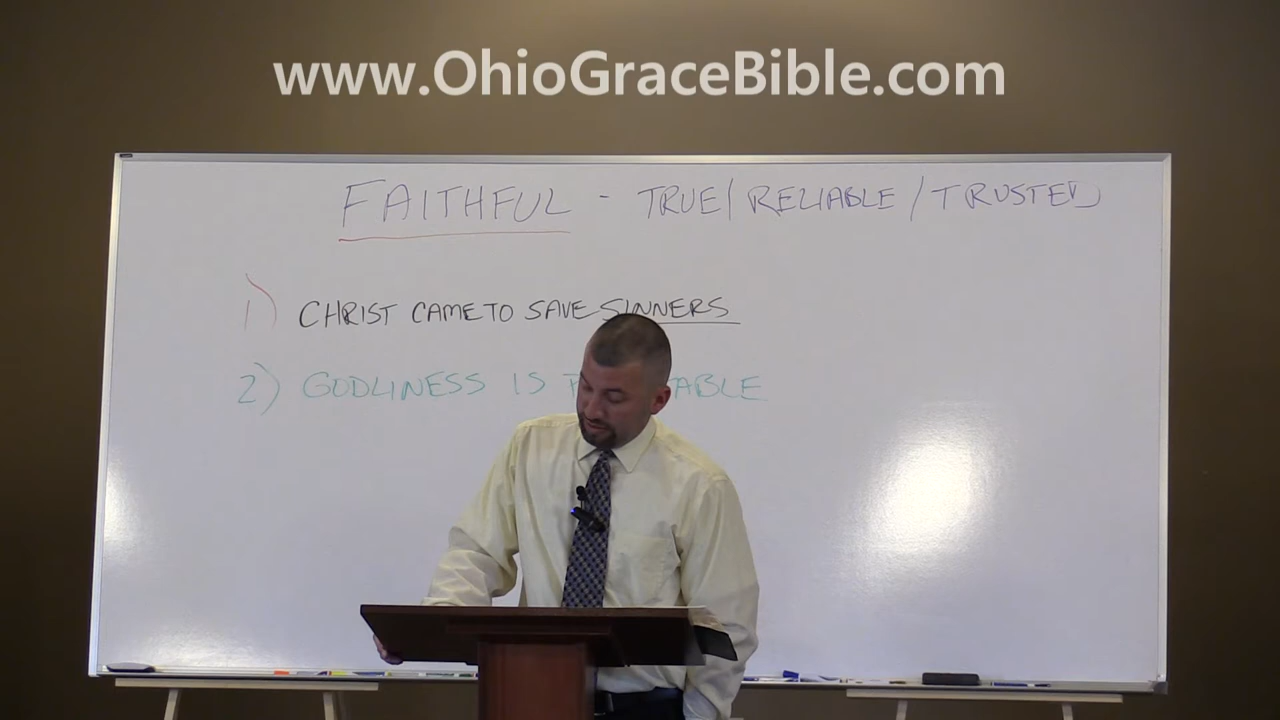 www.OhioGraceBible.com
FAITHFUL - TRUE/RELIABLE/TRUSTED
1) CHRIST CAME TO SAVE SINNERS
2) GODLINESS IS